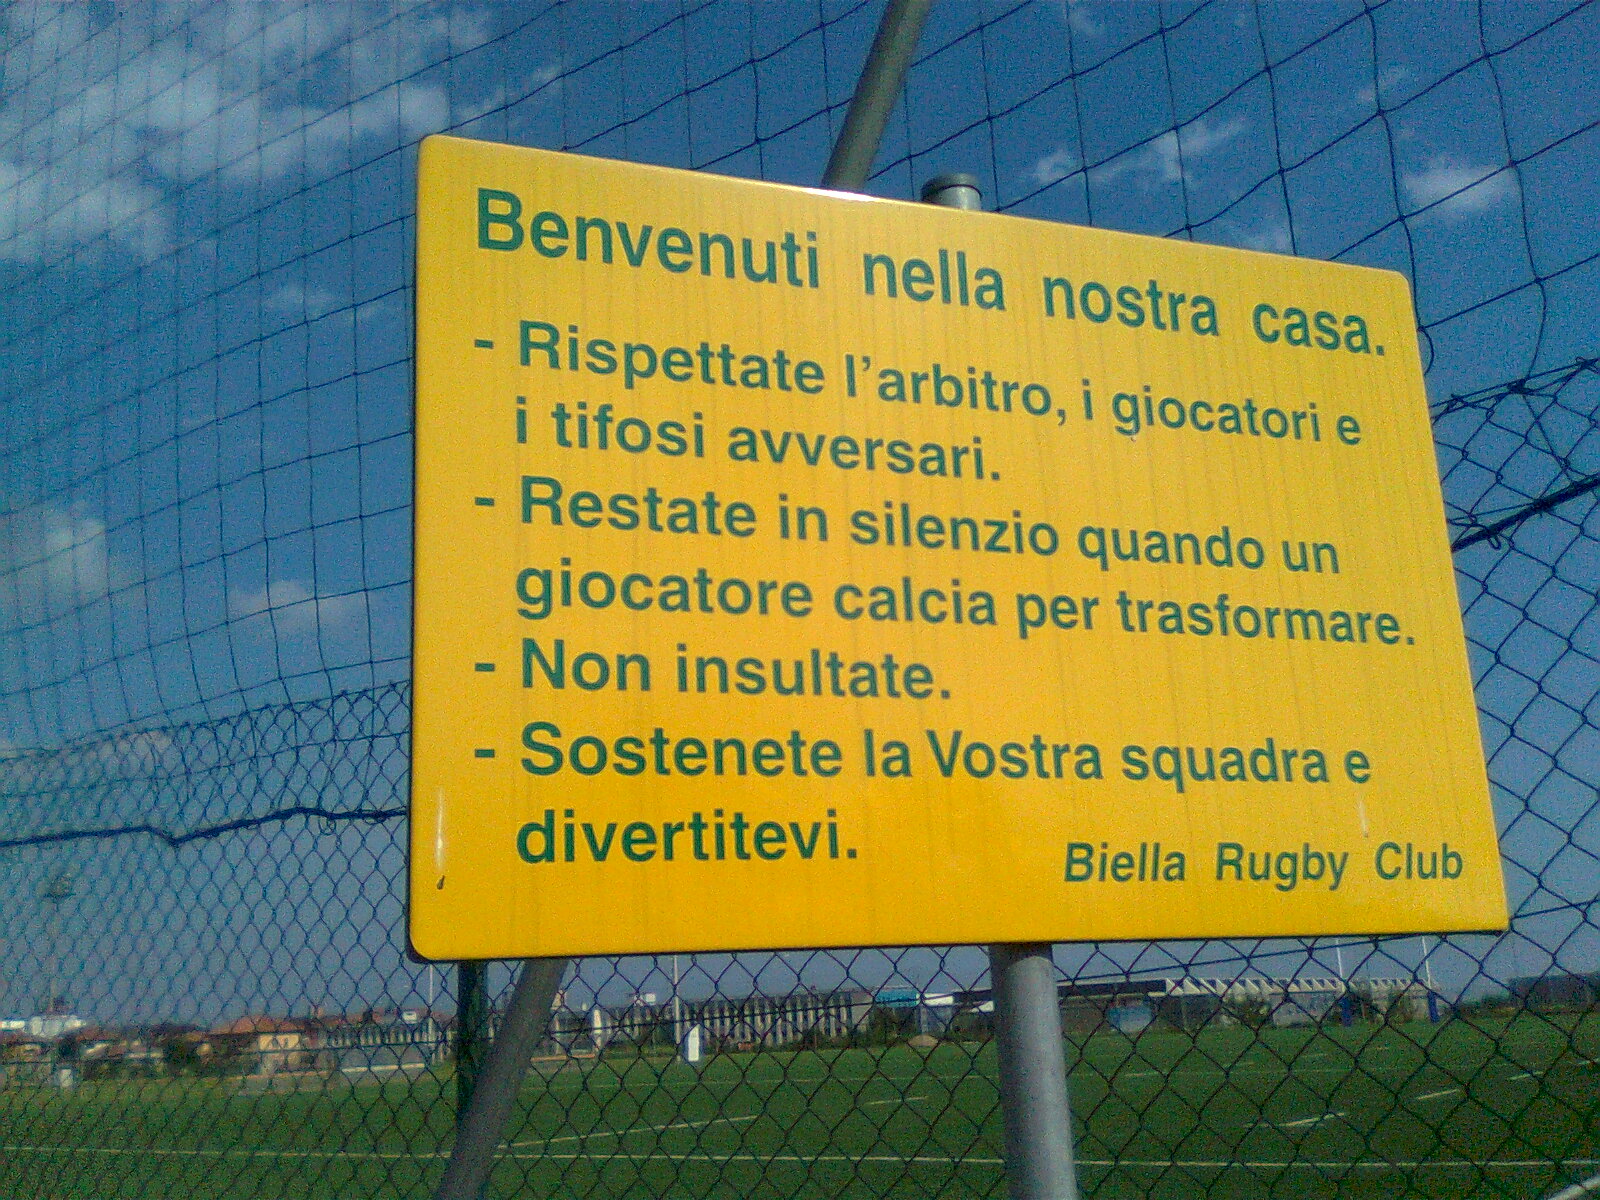 Benvenuti nella nostra casa.
- Rispettate l'arbitro, i giocatori e
i tifosi avversari.
- Restate in silenzio quando un
giocatore calcia per trasformare.
- Non insultate.
- Sostenete la Vostra squadra e
divertitevi.
Biella Rugby Club